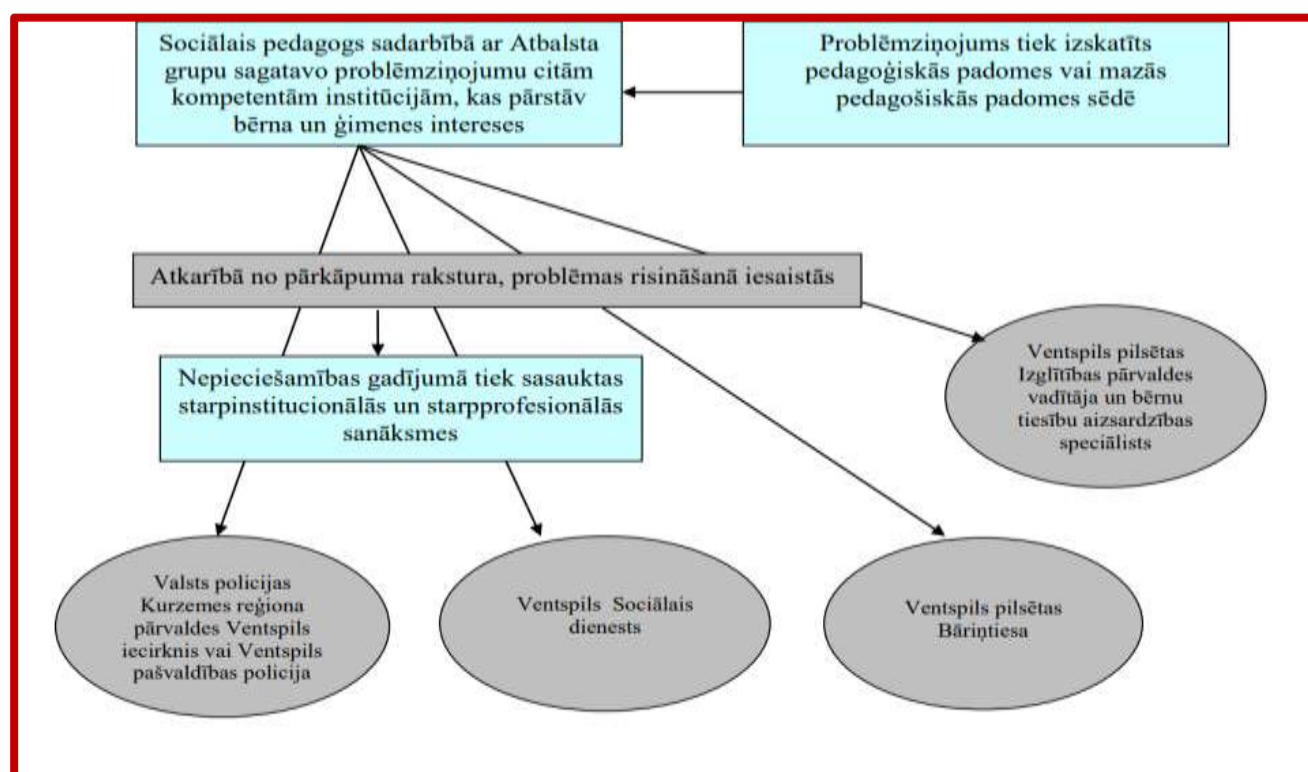 Sociālais pedagogs sadarbībā ar Atbalsta
grupu sagatavo problēmziņojumu citām
kompetentām institūcijām, kas pārstāv
bērna un ģimenes intereses
Problēmziņojums tiek izskatīts
pedagoģiskās padomes vai mazās
pedagošiskās padomes sēdē
Atkarībā no pārkāpuma rakstura, problēmas risināšanā iesaistās
Nepieciešamības gadījumā tiek sasauktas
starpinstitucionālās un starpprofesionālās
sanāksmes
Ventspils pilsētas
Izglītības pārvaldes
vadītāja un bērnu
tiesību aizsardzības
speciālists
Valsts policijas
Kurzemes reģiona
pārvaldes Ventspils
iecirknis vai Ventspils
pašvaldības policija
Ventspils Sociālais
dienests
Ventspils pilsētas
Bāriņtiesa